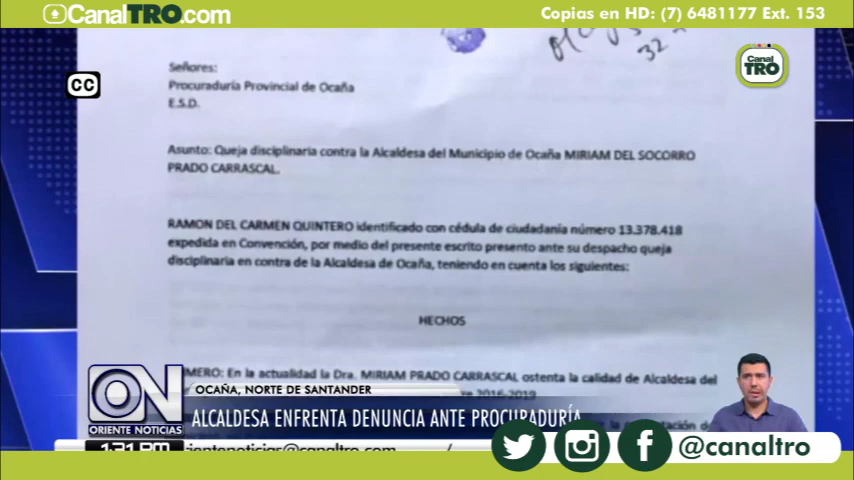 CanalTRO.com
Copias en HD: (7) 6481177 Ext. 153
Canal
TRO
CC
32
Señores:
Procuraduría Provincial de Ocaña
E.S.D.
Asunto: Queja disciplinaria contra la Alcaldesa del Municipio de Ocaña MIRIAM DEL SOCORRO
PRADO CARRASCAL.
RAMON DEL CARMEN QUINTERO identificado con cédula de ciudadanía número 13.378.418
expedida en Convención, por medio del presente escrito presento ante su despacho queja
disciplinaria en contra de la Alcaldesa de Ocaña, teniendo en cuenta los siguientes:
HECHOS
MERO: En la actualidad la Dra. MIRIAM PRADO CARRASCAL ostenta la calidad de Alcaldesa del
2016-2019
ON
ORIENTE NOTICIAS
OCAÑA, NORTE DE SANTANDER
ALCALDESA ENFRENTA DENUNCIA ANTE PROCURADURÍA
1:31 PM
ientenoticias@canaltro.com /
@canaltro